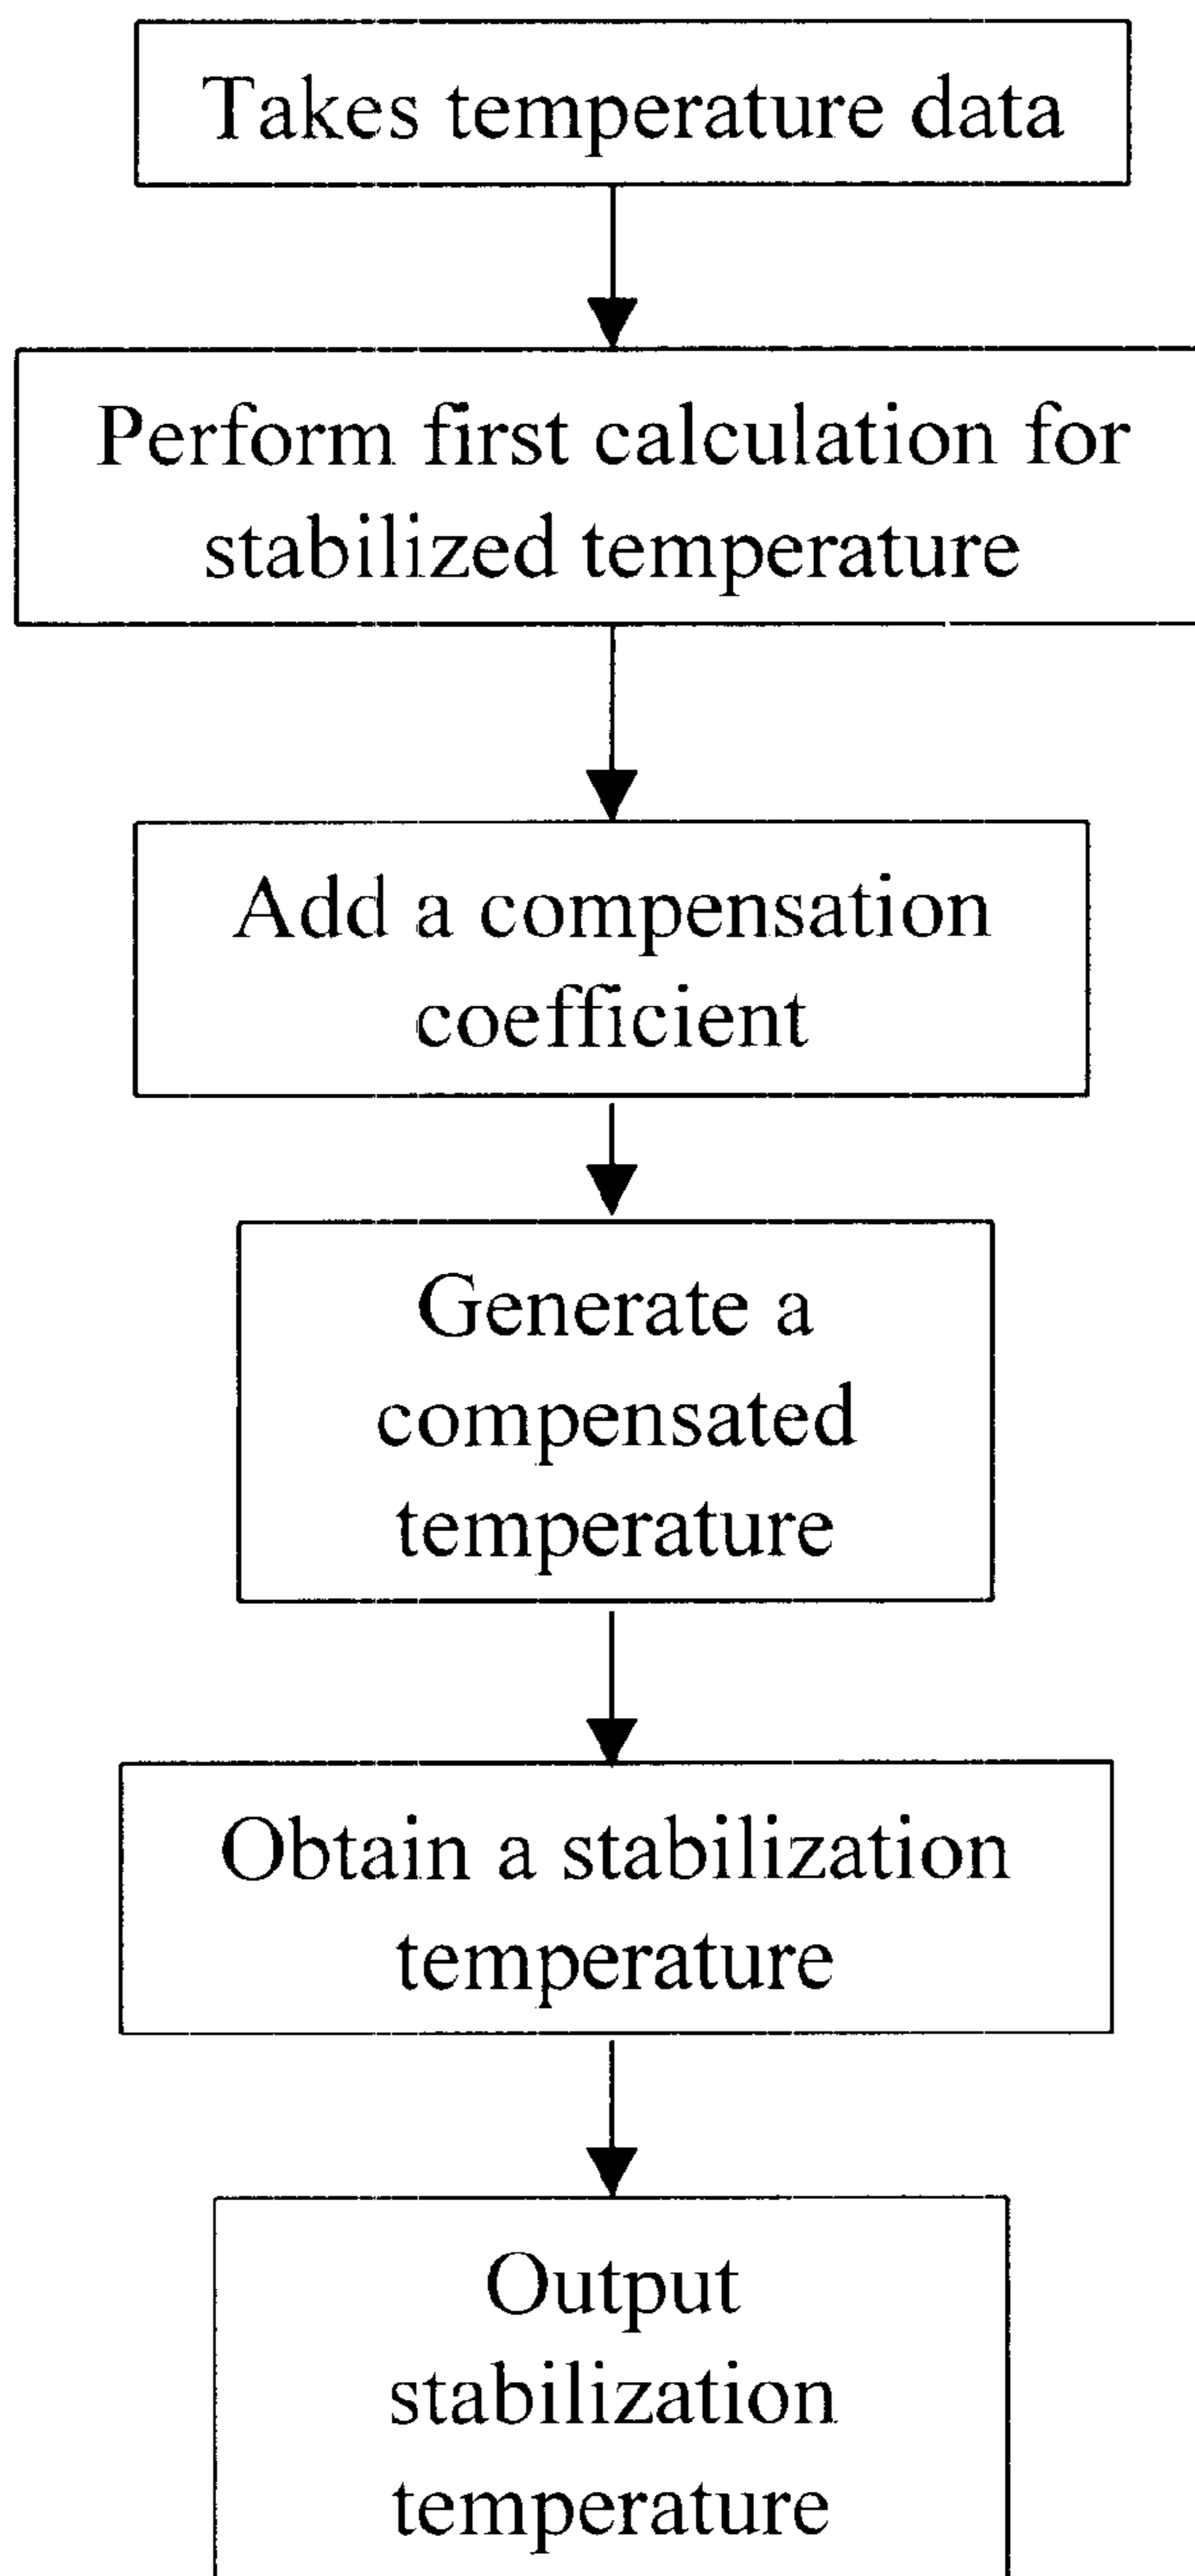 Takes temperature data
Perform first calculation for
stabilized temperature
Add a compensation
coefficient
Generate a
compensated
temperature
Obtain a stabilization
temperature
Output
stabilization
temperature